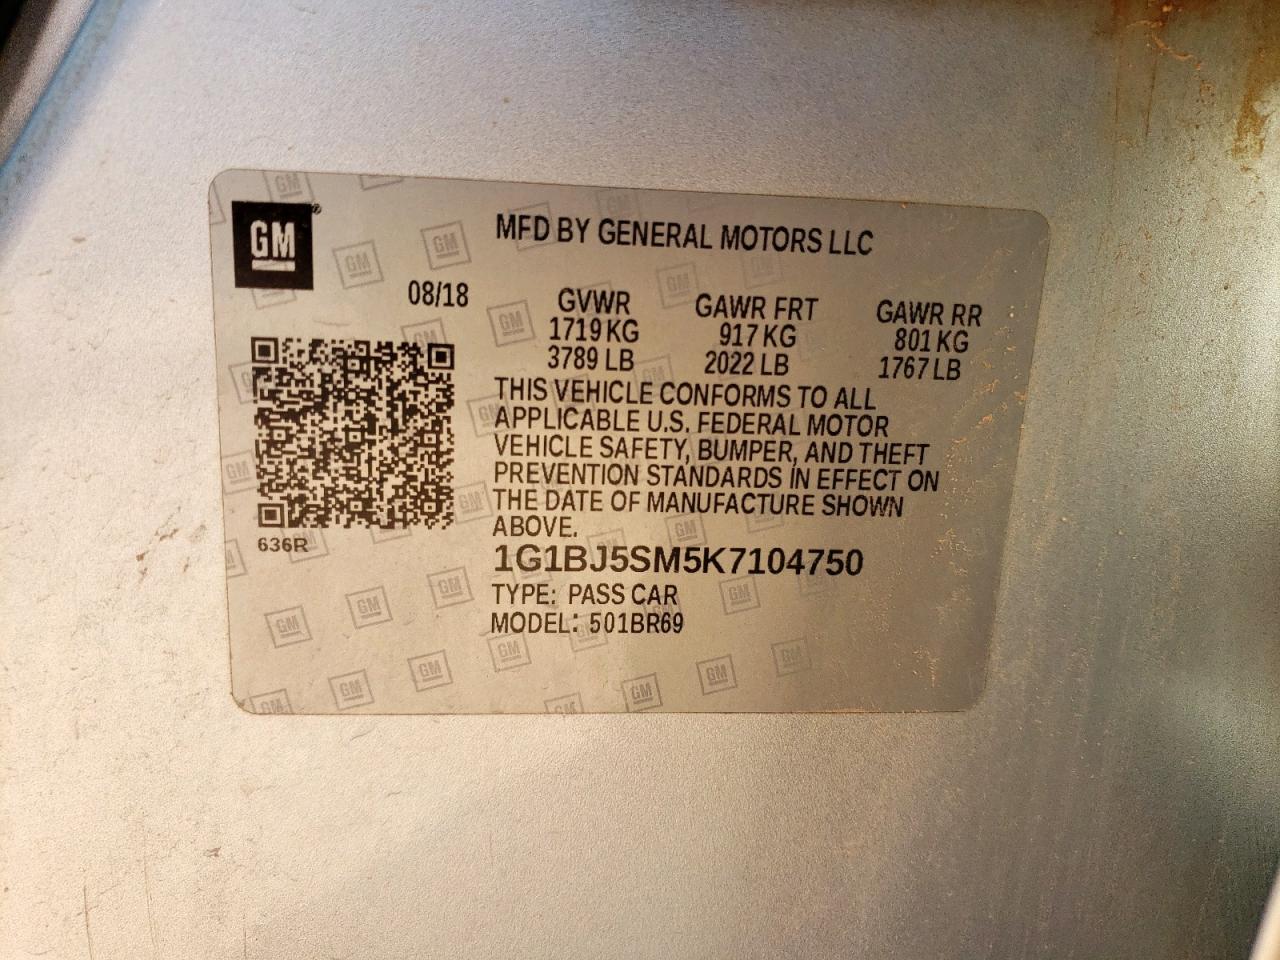 GM
MFD BY GENERAL MOTORS LLC
08/18
GVWR GAWR FRT GAWR RR
1719 KG 917 KG 801 KG
3789 LB 2022 LB 1767 LB
THIS VEHICLE CONFORMS TO ALL
APPLICABLE U.S. FEDERAL MOTOR
VEHICLE SAFETY, BUMPER, AND THEFT
PREVENTION STANDARDS IN EFFECT ON
THE DATE OF MANUFACTURE SHOWN
ABOVE.
636R
1G1BJ5SM5K7104750
TYPE: PASS CAR
MODEL: 501BR69